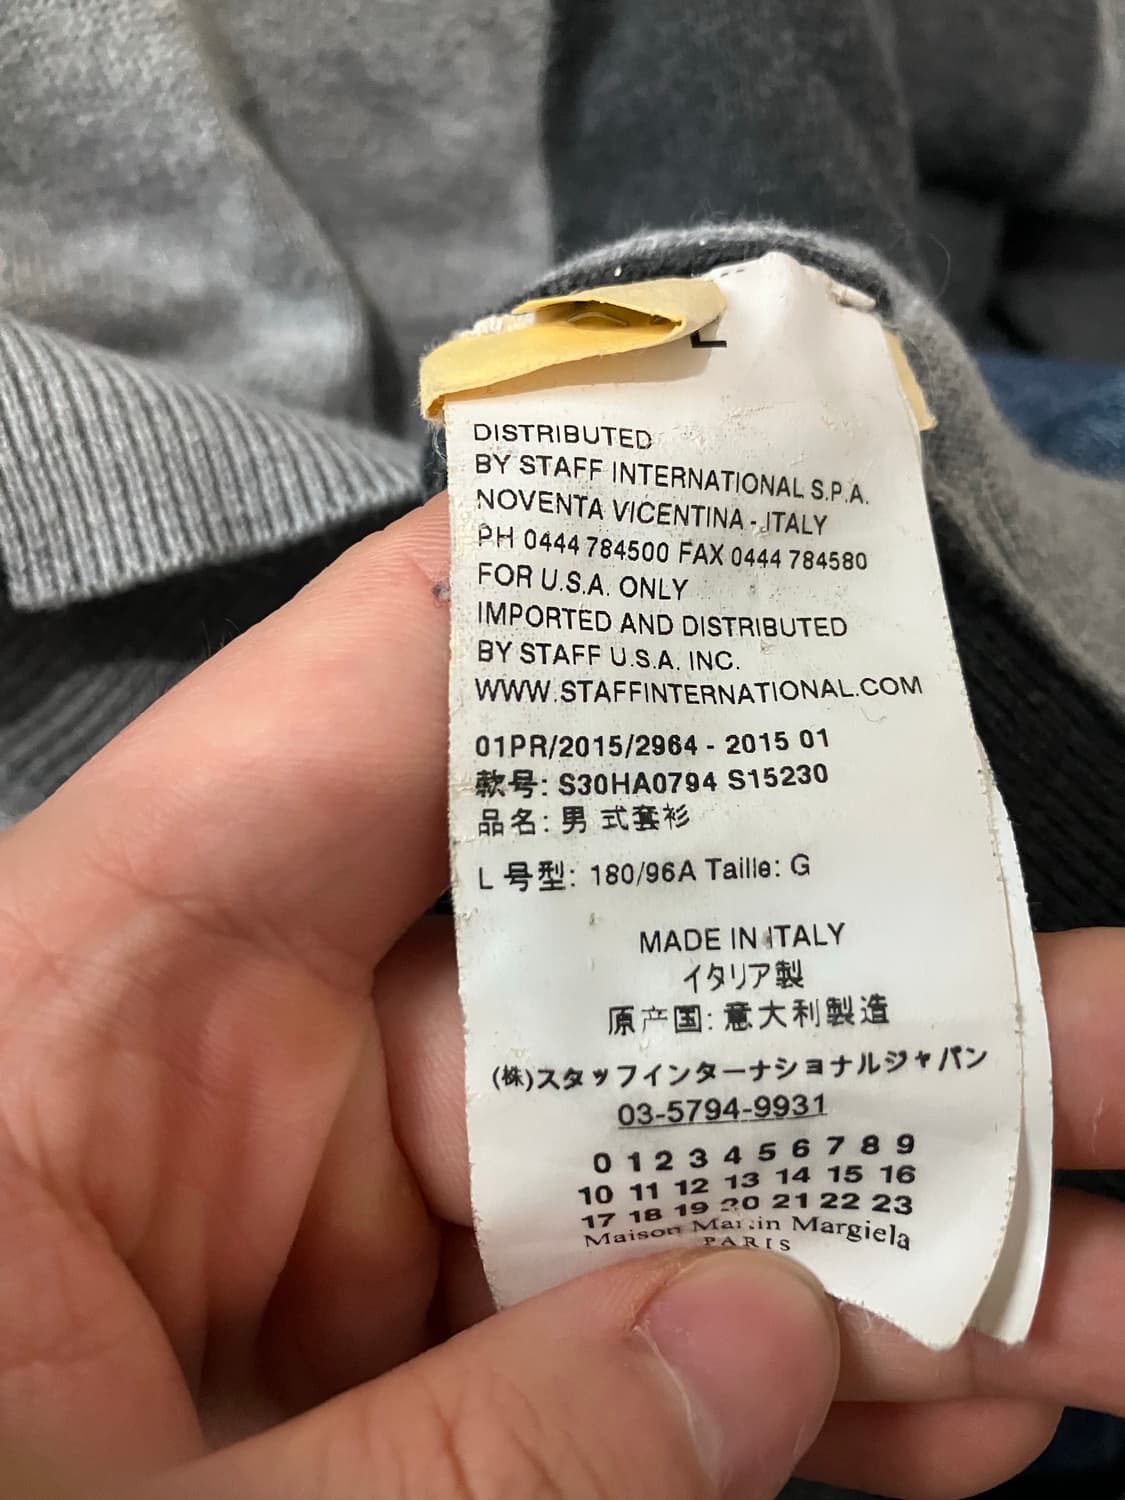 L
DISTRIBUTED
BY STAFF INTERNATIONAL S.P.A.
NOVENTA VICENTINA - ITALY
PH 0444 784500 FAX 0444 784580
FOR U.S.A. ONLY
IMPORTED AND DISTRIBUTED
BY STAFF U.S.A. INC.
WWW.STAFFINTERNATIONAL.COM
01PR/2015/2964 - 2015 01
款号: S30HA0794 S15230
品名: 男 式套衫
L 号型: 180/96A Taille: G
MADE IN ITALY
イタリア製
原产国: 意大利製造
(株)スタッフインターナショナルジャパン
03-5794-9931
0 1 2 3 4 5 6 7 8 9
10 11 12 13 14 15 16
17 18 19 20 21 22 23
Maison Martin Margiela
PARIS